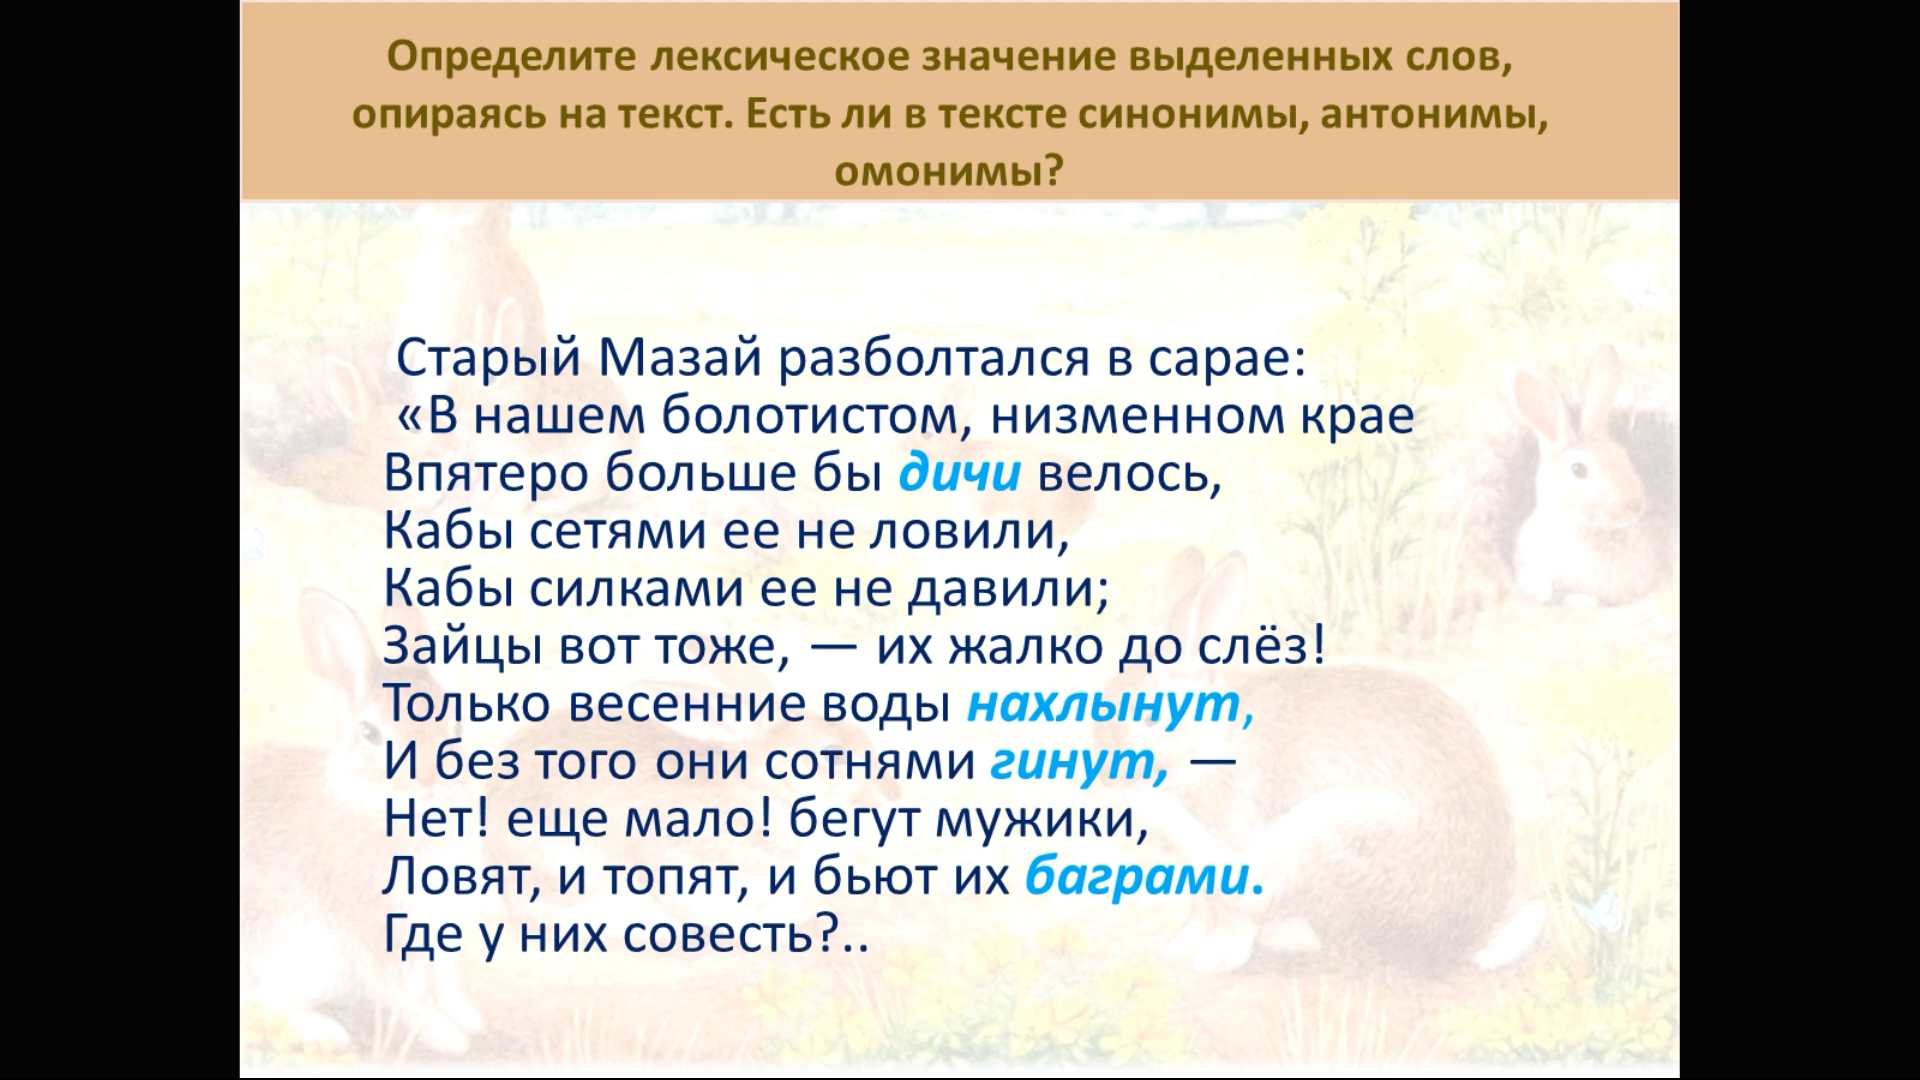 Определите лексическое значение выделенных слов,
опираясь на текст. Есть ли в тексте синонимы, антонимы,
омонимы?
Старый Мазай разболтался в сарае:
«В нашем болотистом, низменном крае
Впятеро больше бы дичи велось,
Кабы сетями ее не ловили,
Кабы силками ее не давили;
Зайцы вот тоже, — их жалко до слёз!
Только весенние воды нахлынут,
И без того они сотнями гинут, —
Нет! еще мало! бегут мужики,
Ловят, и топят, и бьют их баграми.
Где у них совесть?..